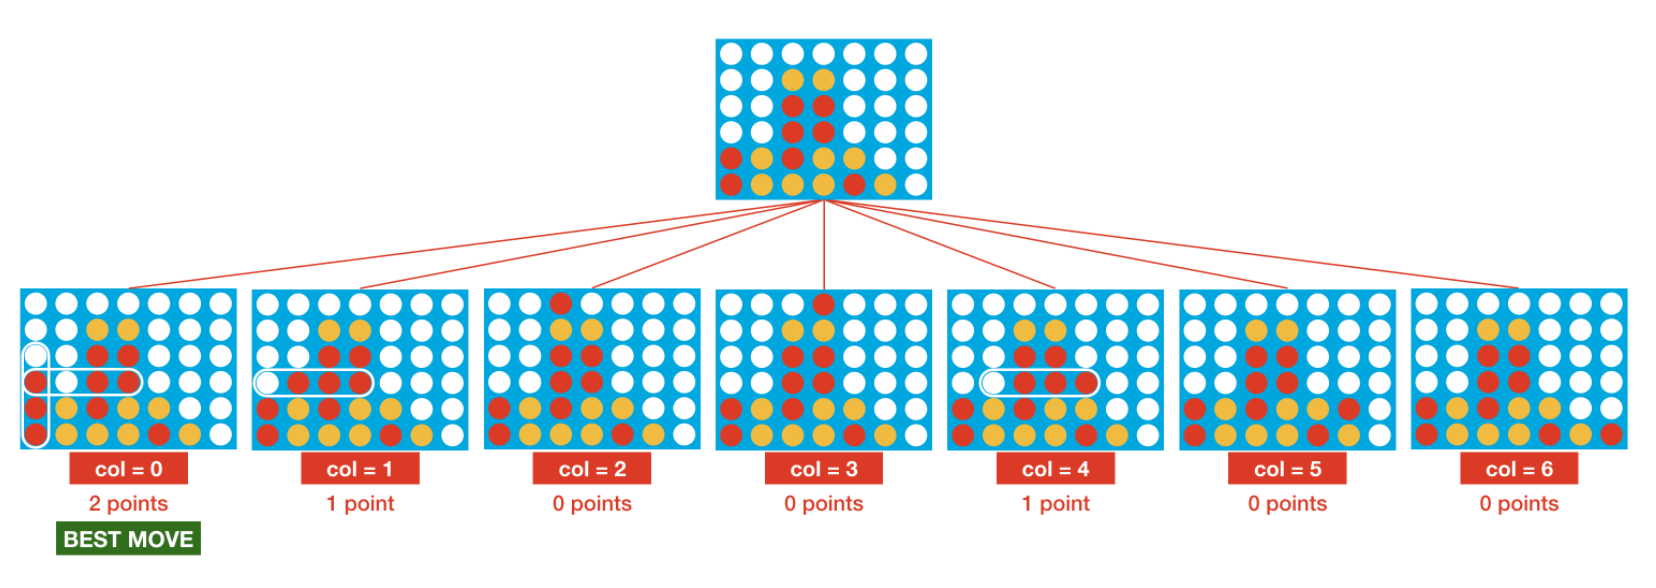 col = 0
col = 1
col = 2
col = 3
col = 4
col = 5
col = 6
2 points
1 point
0 points
0 points
1 point
0 points
0 points
BEST MOVE